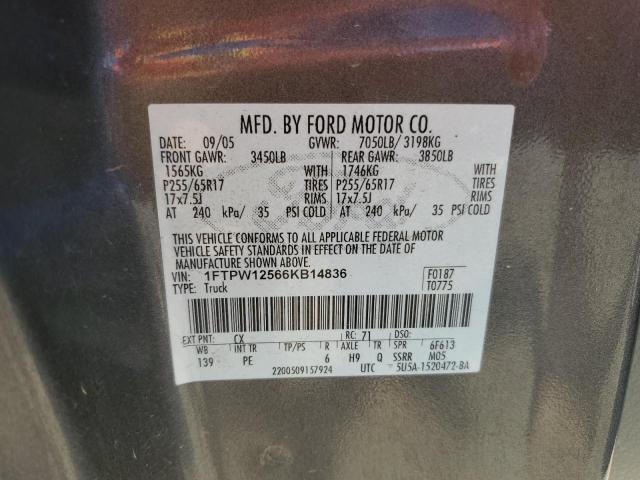 MFD. BY FORD MOTOR CO.
DATE: 09/05 GVWR: 7050LB/ 3198KG
FRONT GAWR: 3450LB REAR GAWR: 3850LB
1565KG WITH 1746KG WITH
P255/65R17 TIRES P255/65R17 TIRES
17x7.5J RIMS 17x7.5J RIMS
AT 240 kPa/ 35 PSI COLD AT 240 kPa/ 35 PSI COLD
THIS VEHICLE CONFORMS TO ALL APPLICABLE FEDERAL MOTOR
VEHICLE SAFETY STANDARDS IN EFFECT ON THE DATE OF
MANUFACTURE SHOWN ABOVE.
VIN: 1FTPW12566KB14836 F0187
TYPE: Truck T0775
EXT PNT: CX RC: 71 DSO:
WB INT TR TP/PS R AXLE TR SPR 6F613
139 PE 6 H9 Q SSRR M05
2200509157924 UTC 5U5A-1520472-BA